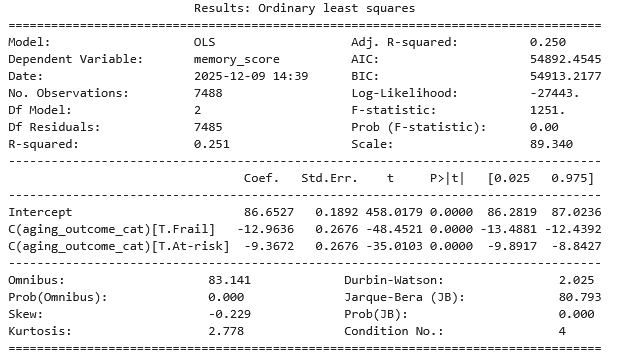 Results: Ordinary least squares
==================================================================================
Model: OLS Adj. R-squared: 0.250
Dependent Variable: memory_score AIC: 54892.4545
Date: 2025-12-09 14:39 BIC: 54913.2177
No. Observations: 7488 Log-Likelihood: -27443.
Df Model: 2 F-statistic: 1251.
Df Residuals: 7485 Prob (F-statistic): 0.00
R-squared: 0.251 Scale: 89.340
----------------------------------------------------------------------------------
Coef. Std.Err. t P>|t| [0.025 0.975]
----------------------------------------------------------------------------------
Intercept 86.6527 0.1892 458.0179 0.0000 86.2819 87.0236
C(aging_outcome_cat)[T.Frail] -12.9636 0.2676 -48.4521 0.0000 -13.4881 -12.4392
C(aging_outcome_cat)[T.At-risk] -9.3672 0.2676 -35.0103 0.0000 -9.8917 -8.8427
----------------------------------------------------------------------------------
Omnibus: 83.141 Durbin-Watson: 2.025
Prob(Omnibus): 0.000 Jarque-Bera (JB): 80.793
Skew: -0.229 Prob(JB): 0.000
Kurtosis: 2.778 Condition No.: 4
==================================================================================